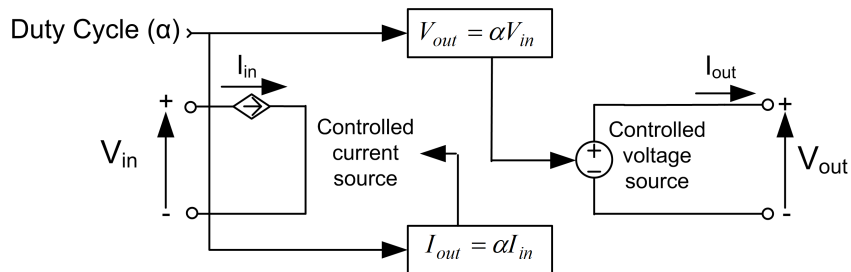 Duty Cycle (α)
V_out = αV_in
I_in
I_out
+
+
Controlled
current
source
+
−
Controlled
voltage
source
V_in
V_out
-
-
I_out = αI_in